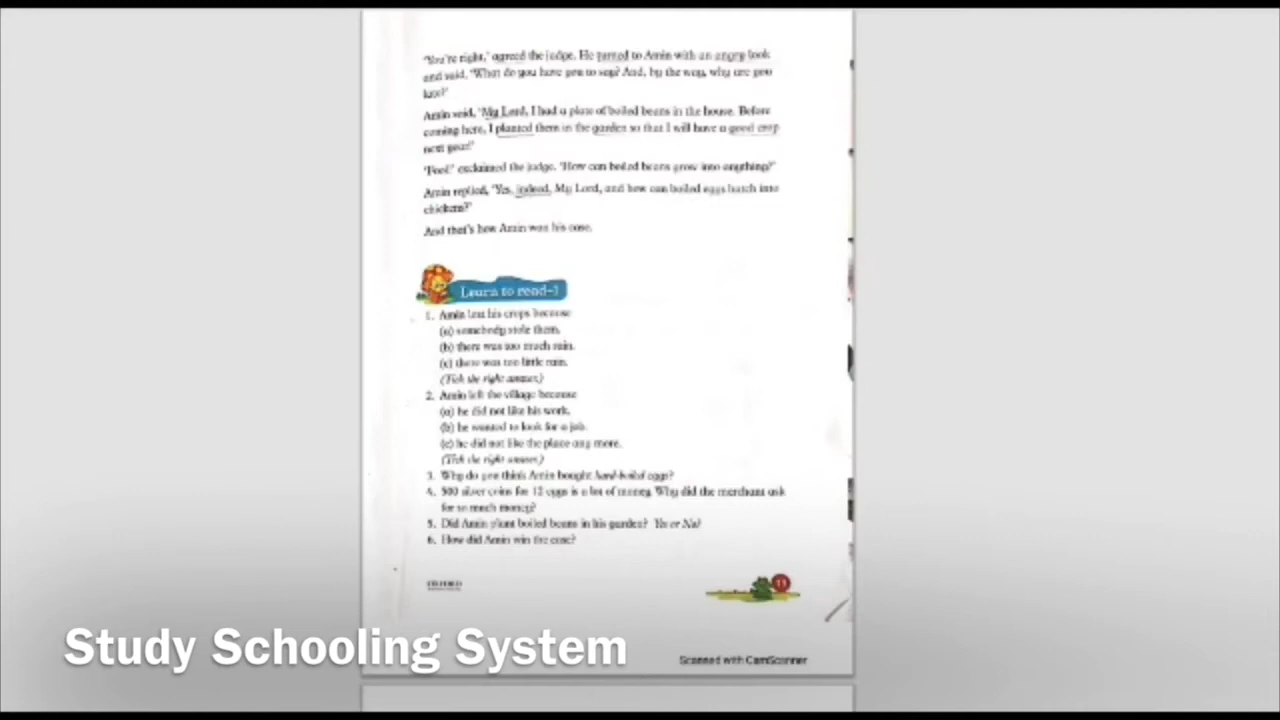 'You're right,' agreed the judge. He turned to Amin with an angry look
and said, 'What do you have you to say? And, by the way, why are you
late?'
Amin said, 'My Lord, I had a plate of boiled beans in the house. Before
coming here, I planted them in the garden so that I will have a good crop
next year!'
'Fool!' exclaimed the judge. 'How can boiled beans grow into anything?'
Amin replied, 'Yes, indeed, My Lord, and how can boiled eggs hatch into
chickens?'
And that's how Amin won his case.
Learn to read-1
1. Amin lost his crops because
(a) somebody stole them.
(b) there was too much rain.
(c) there was too little rain.
(Tick the right answer.)
2. Amin left the village because
(a) he did not like his work.
(b) he wanted to look for a job.
(c) he did not like the place any more.
(Tick the right answer.)
3. Why do you think Amin bought hard-boiled eggs?
4. 500 silver coins for 12 eggs is a lot of money. Why did the merchant ask
for so much money?
5. Did Amin plant boiled beans in his garden? Yes or No?
6. How did Amin win the case?
OXFORD
11
Study Schooling System
Scanned with CamScanner